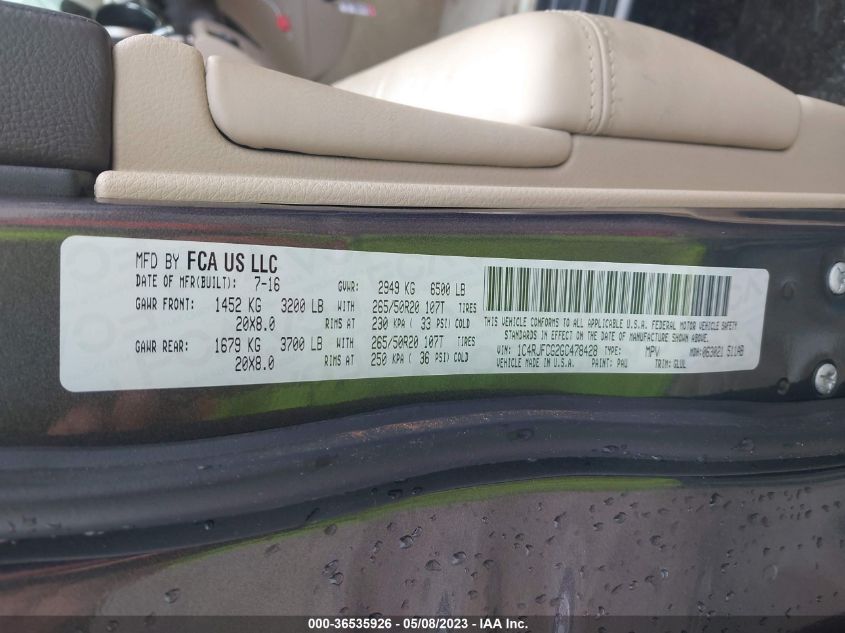 MFD BY FCA US LLC
DATE OF MFR(BUILT): 7-16 GVWR: 2949 KG 6500 LB
GAWR FRONT: 1452 KG 3200 LB WITH 265/50R20 107T TIRES
20X8.0 RIMS AT 230 KPA ( 33 PSI) COLD
GAWR REAR: 1679 KG 3700 LB WITH 265/50R20 107T TIRES
20X8.0 RIMS AT 250 KPA ( 36 PSI) COLD
THIS VEHICLE CONFORMS TO ALL APPLICABLE U.S.A. FEDERAL MOTOR VEHICLE SAFETY
STANDARDS IN EFFECT ON THE DATE OF MANUFACTURE SHOWN ABOVE.
VIN: 1C4RJFCG2GC478428 TYPE: MPV MDH: 063021 511AB
VEHICLE MADE IN U.S.A. PAINT: PAU TRIM: GLUL
000-36535926 - 05/08/2023 - IAA Inc.